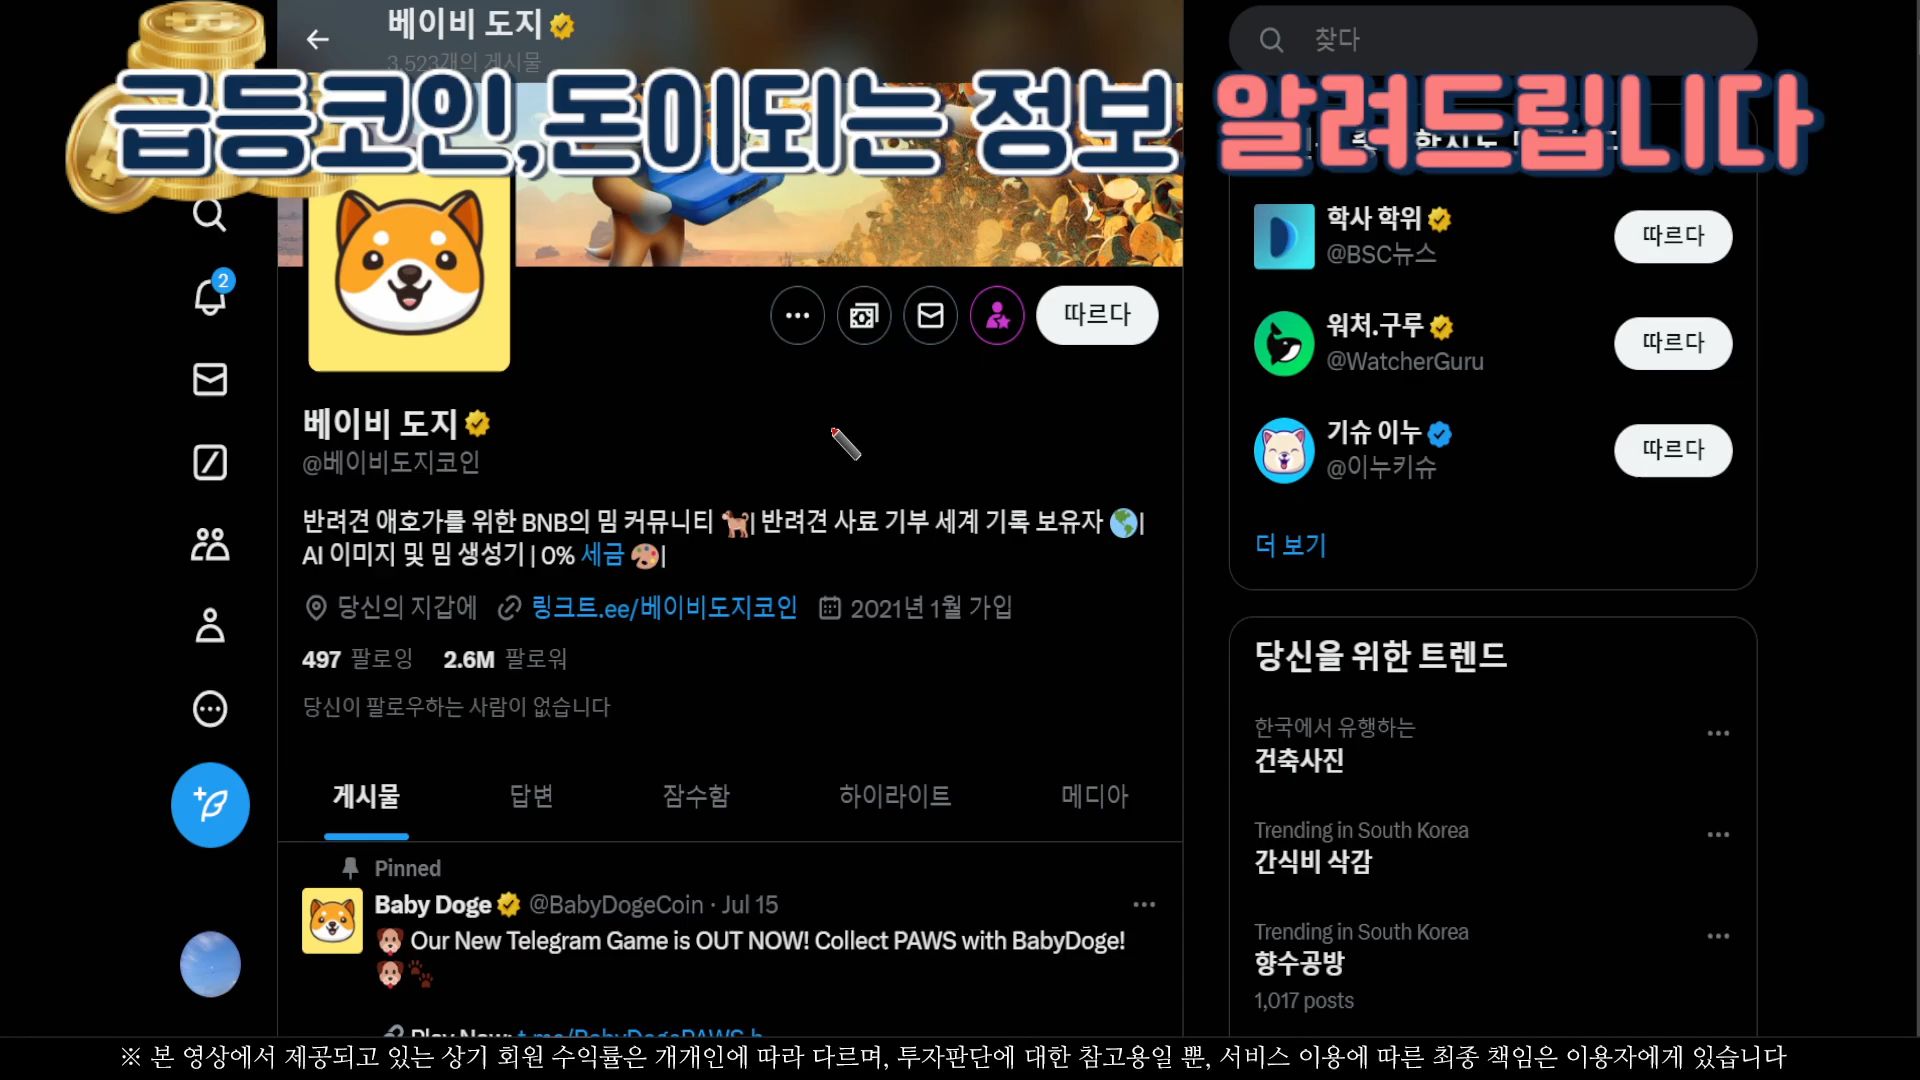 베이비 도지
3,523개의 게시물
찾다
급등코인,돈이되는 정보 알려드립니다
2
따르다
베이비 도지
@베이비도지코인
반려견 애호가를 위한 BNB의 밈 커뮤니티 🐕| 반려견 사료 기부 세계 기록 보유자 🌎|
AI 이미지 및 밈 생성기 | 0% 세금 🎨|
당신의 지갑에 링크트.ee/베이비도지코인 2021년 1월 가입
497 팔로잉 2.6M 팔로워
당신이 팔로우하는 사람이 없습니다
게시물 답변 잠수함 하이라이트 메디아
Pinned
Baby Doge @BabyDogeCoin · Jul 15
🐶 Our New Telegram Game is OUT NOW! Collect PAWS with BabyDoge!
🐶🐾
Play Now: t.me/BabyDogePAWS_b
학사 학위
@BSC뉴스
따르다
워처.구루
@WatcherGuru
따르다
기슈 이누
@이누키슈
따르다
더 보기
당신을 위한 트렌드
한국에서 유행하는
건축사진
Trending in South Korea
간식비 삭감
Trending in South Korea
향수공방
1,017 posts
※ 본 영상에서 제공되고 있는 상기 회원 수익률은 개개인에 따라 다르며, 투자판단에 대한 참고용일 뿐, 서비스 이용에 따른 최종 책임은 이용자에게 있습니다